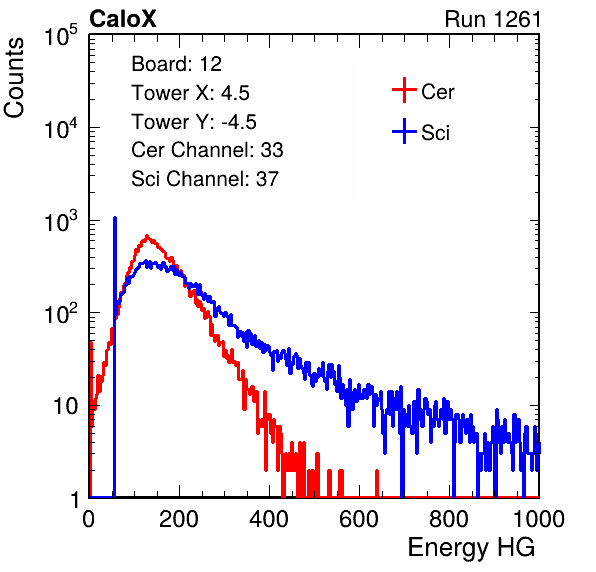 CaloX Run 1261
Counts
Board: 12
Tower X: 4.5
Tower Y: -4.5
Cer Channel: 33
Sci Channel: 37
Cer
Sci
10^5
10^4
10^3
10^2
10
1
0 200 400 600 800 1000
Energy HG